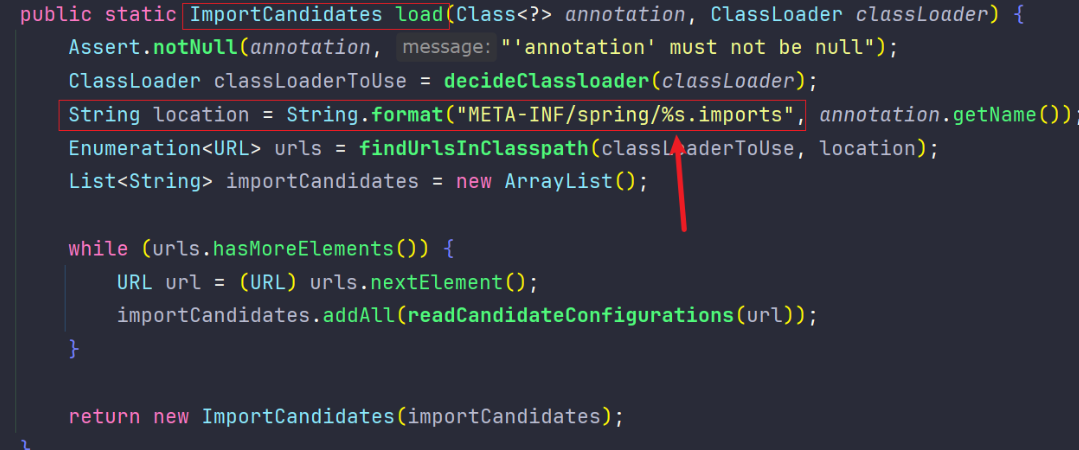 public static ImportCandidates load(Class<?> annotation, ClassLoader classLoader) {
Assert.notNull(annotation, message: "'annotation' must not be null");
ClassLoader classLoaderToUse = decideClassloader(classLoader);
String location = String.format("META-INF/spring/%s.imports", annotation.getName());
Enumeration<URL> urls = findUrlsInClasspath(classLoaderToUse, location);
List<String> importCandidates = new ArrayList();
while (urls.hasMoreElements()) {
URL url = (URL) urls.nextElement();
importCandidates.addAll(readCandidateConfigurations(url));
}
return new ImportCandidates(importCandidates);
}